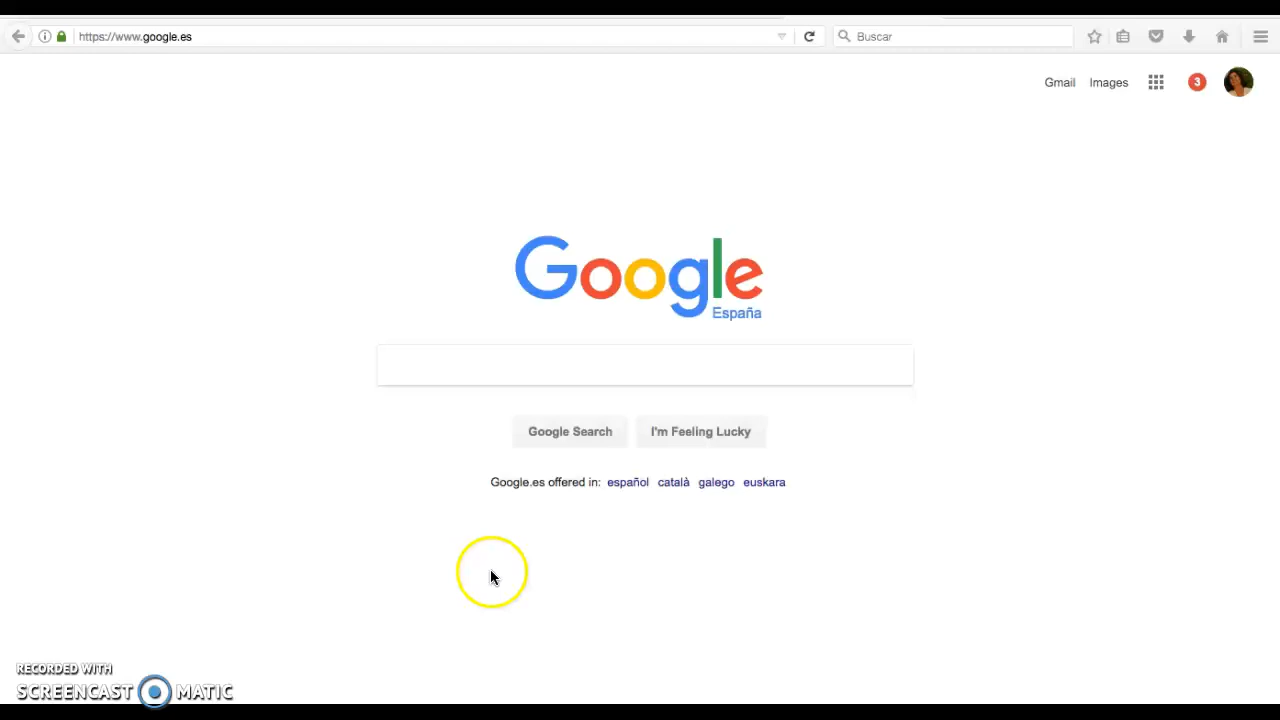 https://www.google.es
Buscar
Gmail Images 3
Google
España
Google Search I'm Feeling Lucky
Google.es offered in: español català galego euskara
RECORDED WITH
SCREENCAST MATIC